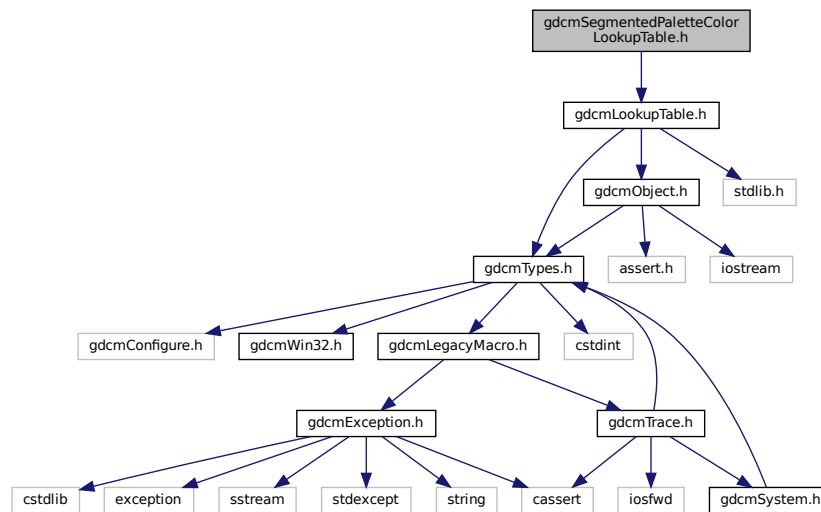 gdcmSegmentedPaletteColor
LookupTable.h
gdcmLookupTable.h
gdcmObject.h
stdlib.h
gdcmTypes.h
assert.h
iostream
gdcmConfigure.h
gdcmWin32.h
gdcmLegacyMacro.h
cstdint
gdcmException.h
gdcmTrace.h
cstdlib
exception
sstream
stdexcept
string
cassert
iosfwd
gdcmSystem.h